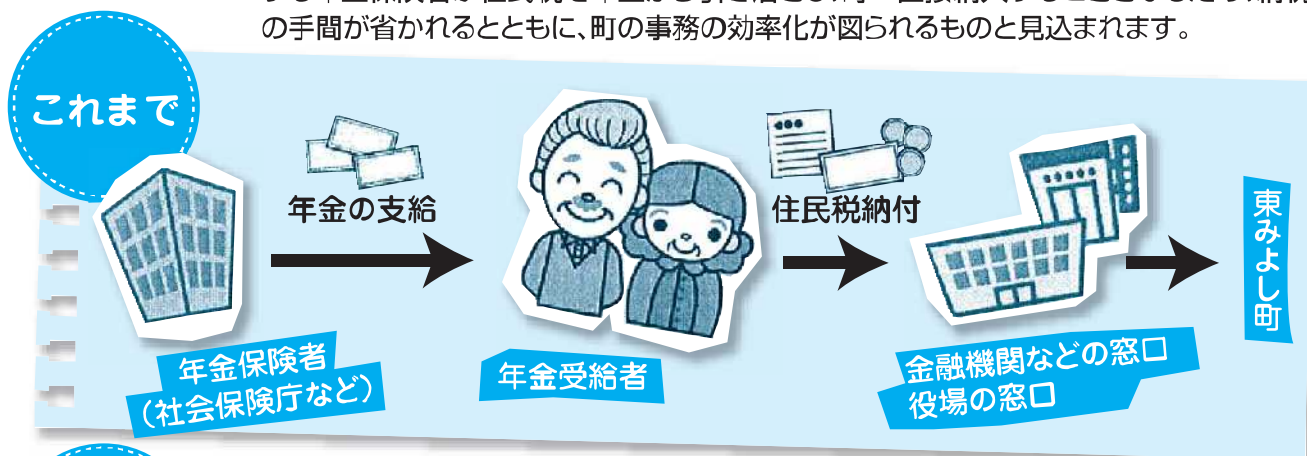 の手間が省かれるとともに、町の事務の効率化が図られるものと見込まれます。
これまで
年金の支給
住民税納付
東みよし町
年金保険者
（社会保険庁など）
年金受給者
金融機関などの窓口
役場の窓口